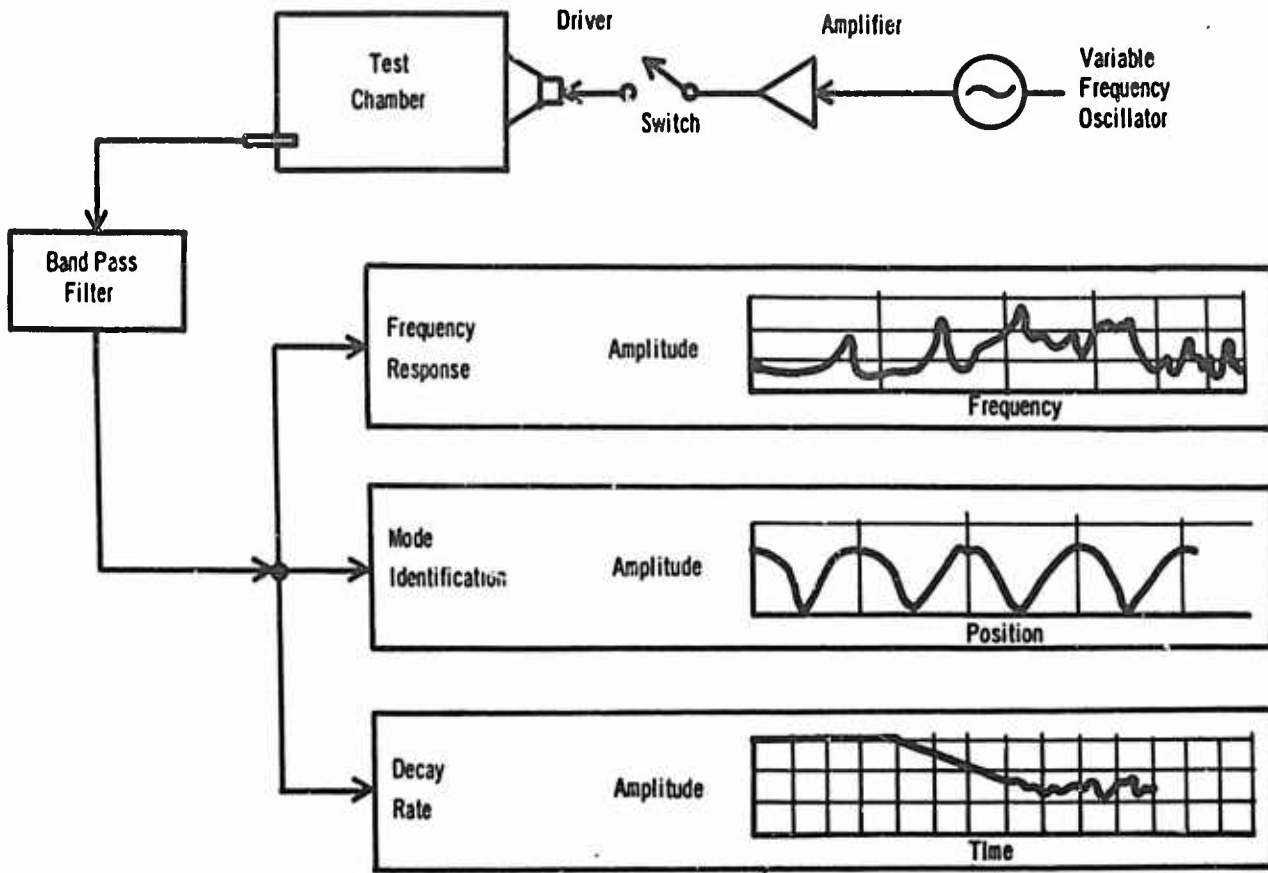 Driver
Amplifier
Test
Chamber
Switch
Variable
Frequency
Oscillator
Band Pass
Filter
Frequency
Response
Amplitude
Frequency
Mode
Identification
Amplitude
Position
Decay
Rate
Amplitude
Time